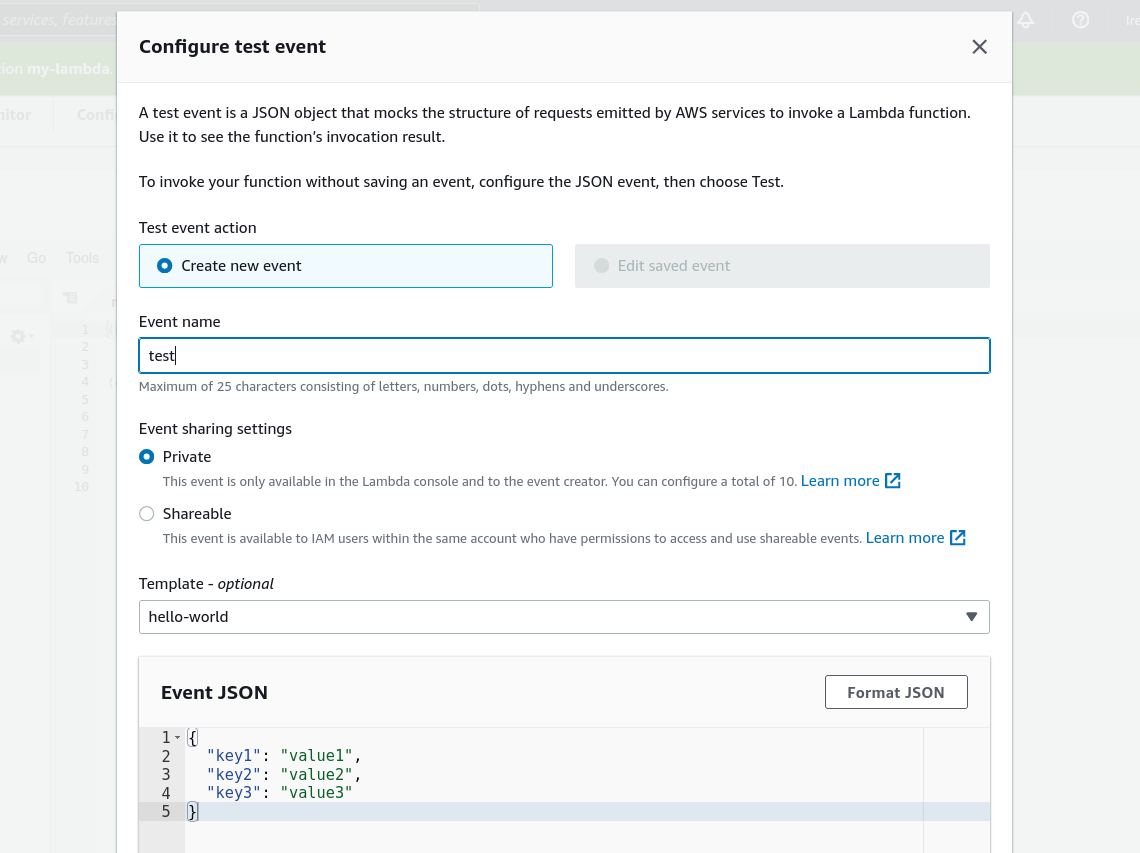 services, features
Ire
Configure test event
ion my-lambda.
nitor
Confi
A test event is a JSON object that mocks the structure of requests emitted by AWS services to invoke a Lambda function.
Use it to see the function's invocation result.
To invoke your function without saving an event, configure the JSON event, then choose Test.
Test event action
Create new event
Edit saved event
w Go Tools
Event name
test
Maximum of 25 characters consisting of letters, numbers, dots, hyphens and underscores.
1
2
3
4
5
6
7
8
9
10
Event sharing settings
Private
This event is only available in the Lambda console and to the event creator. You can configure a total of 10. Learn more
Shareable
This event is available to IAM users within the same account who have permissions to access and use shareable events. Learn more
Template - optional
hello-world
Event JSON
Format JSON
1 {
2 "key1": "value1",
3 "key2": "value2",
4 "key3": "value3"
5 }